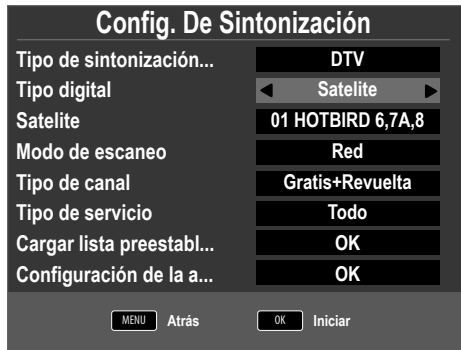 Config. De Sintonización
Tipo de sintonización... DTV
Tipo digital Satelite
Satelite 01 HOTBIRD 6,7A,8
Modo de escaneo Red
Tipo de canal Gratis+Revuelta
Tipo de servicio Todo
Cargar lista preestabl... OK
Configuración de la a... OK
MENU Atrás OK Iniciar